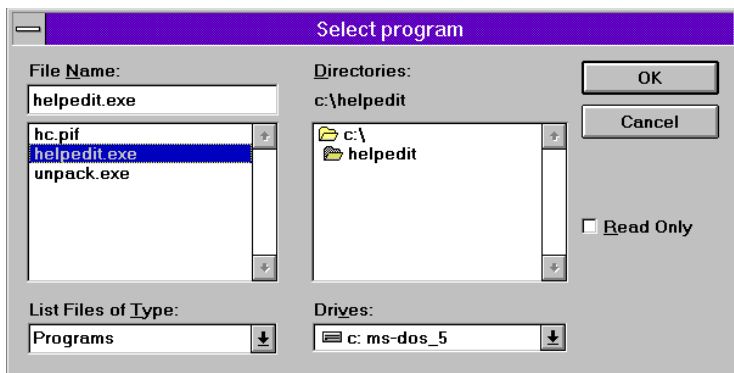 Select program
File Name:
helpedit.exe
hc.pif
helpedit.exe
unpack.exe
List Files of Type:
Programs
Directories:
c:\helpedit
c:\
helpedit
Drives:
c: ms-dos_5
OK
Cancel
Read Only